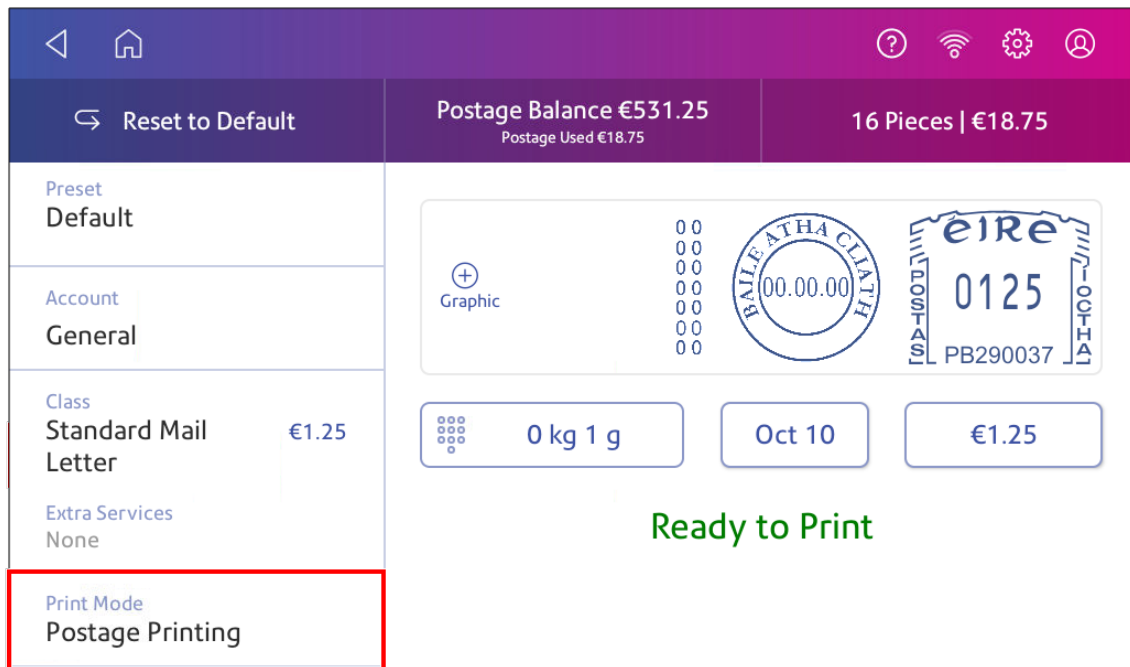 Reset to Default
Postage Balance €531.25
Postage Used €18.75
16 Pieces | €18.75
Preset
Default
Account
General
Class
Standard Mail €1.25
Letter
Extra Services
None
Print Mode
Postage Printing
Graphic
00
00
00
00
00
00
00
BAILE ATHA CLIATH
00.00.00
éIRe
POSTAS
0125
IOCTHA
PB290037
0 kg 1 g
Oct 10
€1.25
Ready to Print